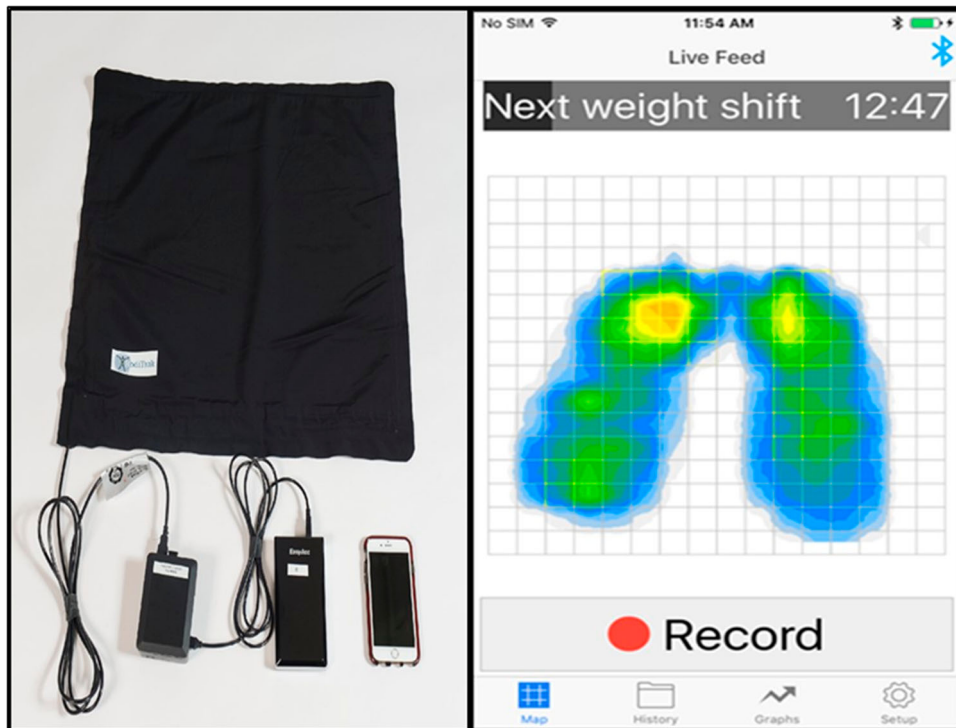 No SIM 11:54 AM
Live Feed
Next weight shift 12:47
Record
Map History Graphs Setup